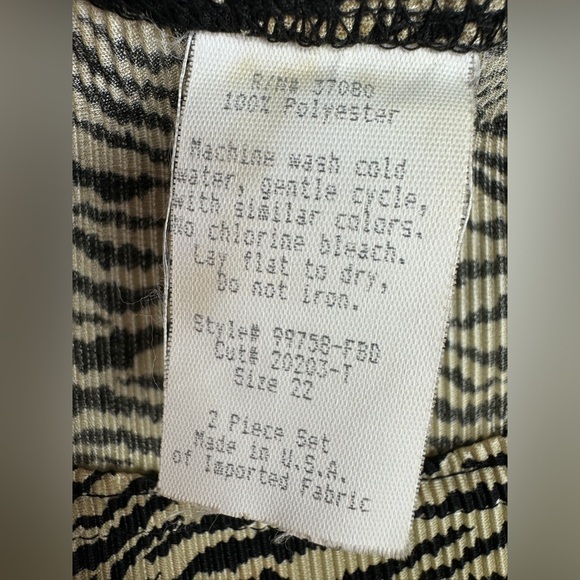 R/N# 37080
100% Polyester
Machine wash cold
water, gentle cycle,
with similar colors.
No chlorine bleach.
Lay flat to dry,
Do not iron.
Style# 99758-FBD
Cut# 20203-T
Size 22
2 Piece Set
Made in U.S.A.
of Imported Fabric